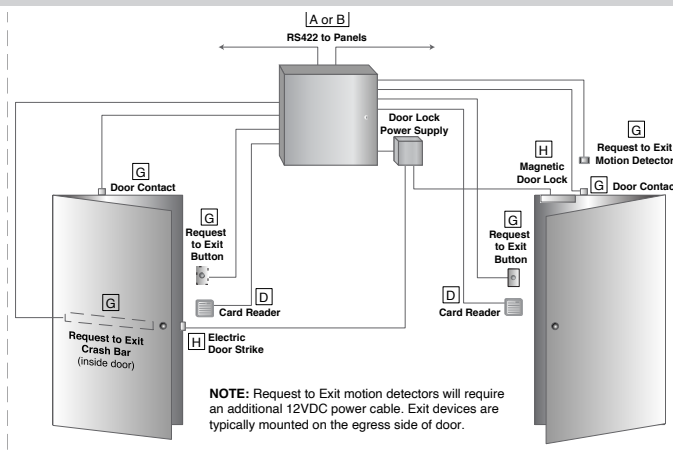 A or B
RS422 to Panels
Door Lock
Power Supply
G
Request to Exit
Motion Detector
H
Magnetic
Door Lock
G
Door Contact
G Door Contac
G
Request
to Exit
Button
G
Request
to Exit
Button
D
Card Reader
D
Card Reader
G
Request to Exit
Crash Bar
(inside door)
H Electric
Door Strike
NOTE: Request to Exit motion detectors will require
an additional 12VDC power cable. Exit devices are
typically mounted on the egress side of door.